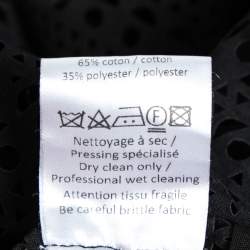 65% coton / cotton
35% polyester / polyester
F
Nettoyage à sec /
Pressing spécialisé
Dry clean only /
Professional wet cleaning
Attention tissu fragile
Be careful brittle fabric